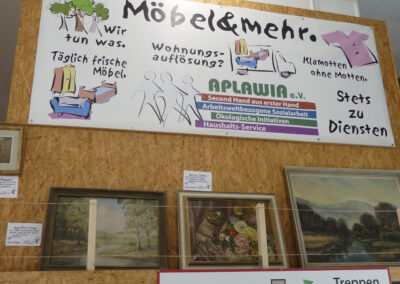 Möbel&mehr.
Wir
tun was.
Täglich frische
Möbel.
Wohnungs-
auflösung?
Klamotten
ohne Motten.
Stets
zu
Diensten
APLAWIA e.V.
Second Hand aus erster Hand
Arbeitsweltbezogene Sozialarbeit
Ökologische Initiativen
Haushalts-Service
Treppen